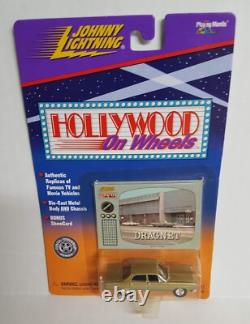 JOHNNY
LIGHTNING
Playing Mantis
HOLLYWOOD
On Wheels
• Authentic
Replicas of
Famous TV and
Movie Vehicles
• Die-Cast Metal
Body and Chassis
• BONUS
ShowCard
DRAGNET